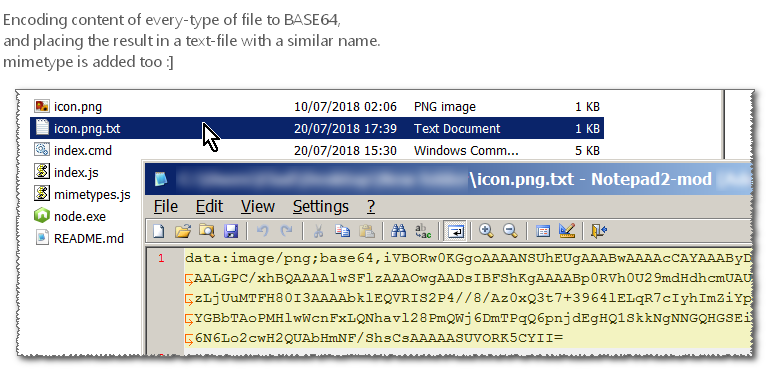 Encoding content of every-type of file to BASE64,
and placing the result in a text-file with a similar name.
mimetype is added too :]
icon.png 10/07/2018 02:06 PNG image 1 KB
icon.png.txt 20/07/2018 17:39 Text Document 1 KB
index.cmd 20/07/2018 15:30 Windows Comm... 5 KB
index.js
mimetypes.js
node.exe
README.md
\icon.png.txt - Notepad2-mod
File Edit View Settings ?
1 data:image/png;base64,iVBORw0KGgoAAAANSUhEUgAAABwAAAAcCAYAAAByD
AALGPC/xhBQAAAAlwSFlzAAAOwgAADsIBFShKgAAAABp0RVh0U29mdHdhcmUAU
zLjUuMTFH80I3AAAAbklEQVRIS2P4//8/Az0xQ3t7+3964lELqR7cIyhImZiYp
YGBbTAoPMHlwWcnFxLQNhavl28PmQWj6DmTPqQ6pnjdEgHQ1SkkNgNNGQHGSEi
6N6Lo2cwH2QUAbHmNF/ShsCsAAAAASUVORK5CYII=